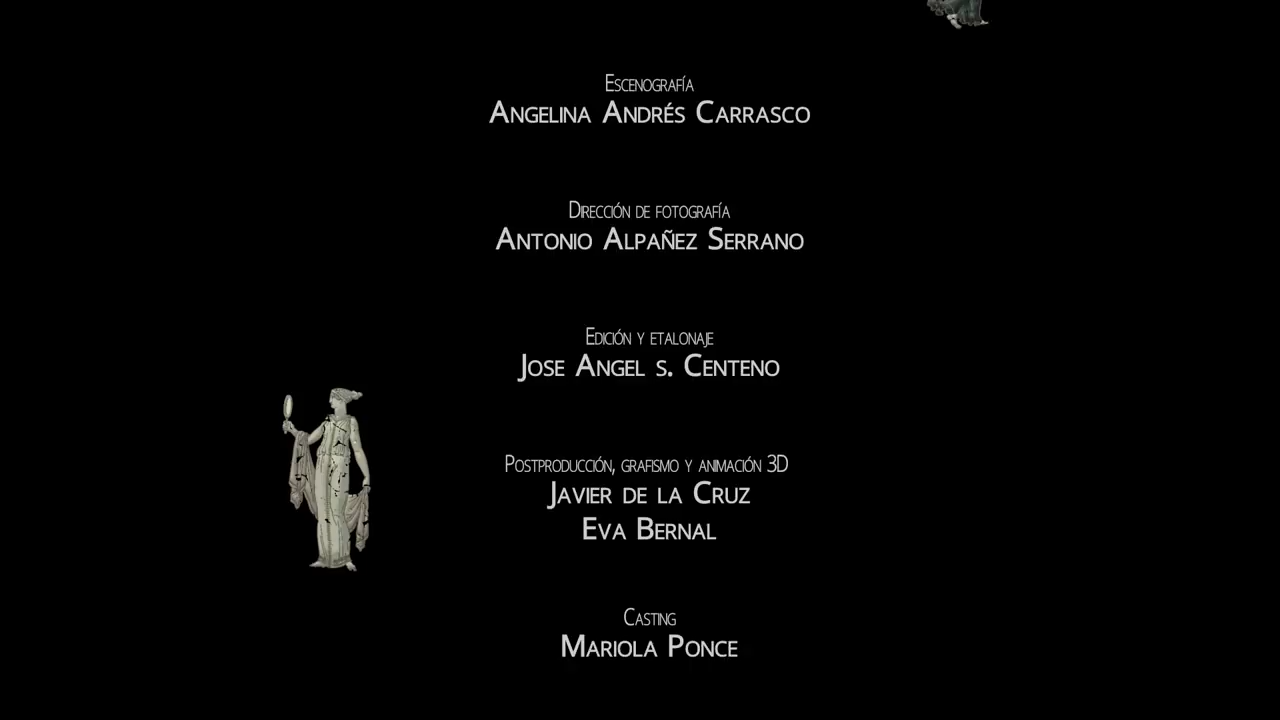 Escenografía
Angelina Andrés Carrasco
Dirección de fotografía
Antonio Alpañez Serrano
Edición y etalonaje
Jose Angel s. Centeno
Postproducción, grafismo y animación 3D
Javier de la Cruz
Eva Bernal
Casting
Mariola Ponce